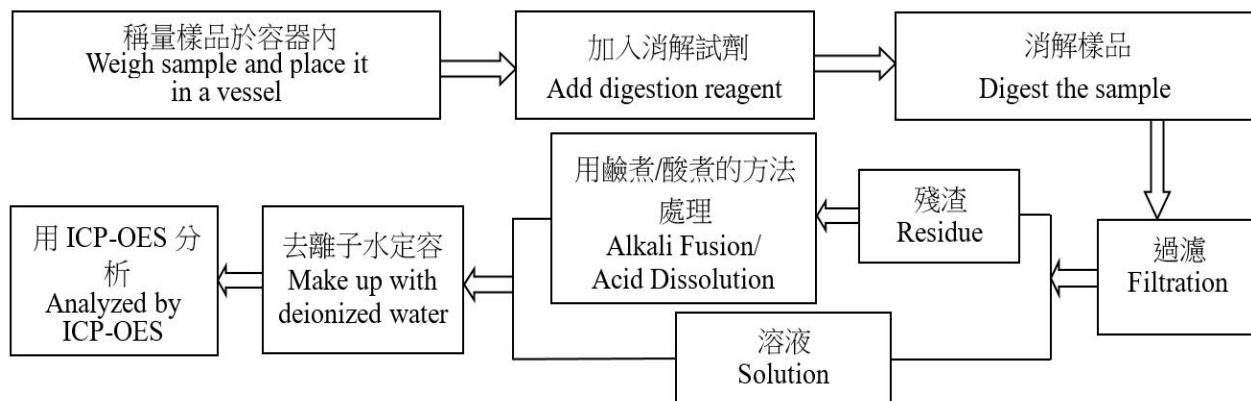 稱量樣品於容器內
Weigh sample and place it
in a vessel
加入消解試劑
Add digestion reagent
消解樣品
Digest the sample
過濾
Filtration
殘渣
Residue
用鹼煮/酸煮的方法
處理
Alkali Fusion/
Acid Dissolution
溶液
Solution
去離子水定容
Make up with
deionized water
用 ICP-OES 分
析
Analyzed by
ICP-OES